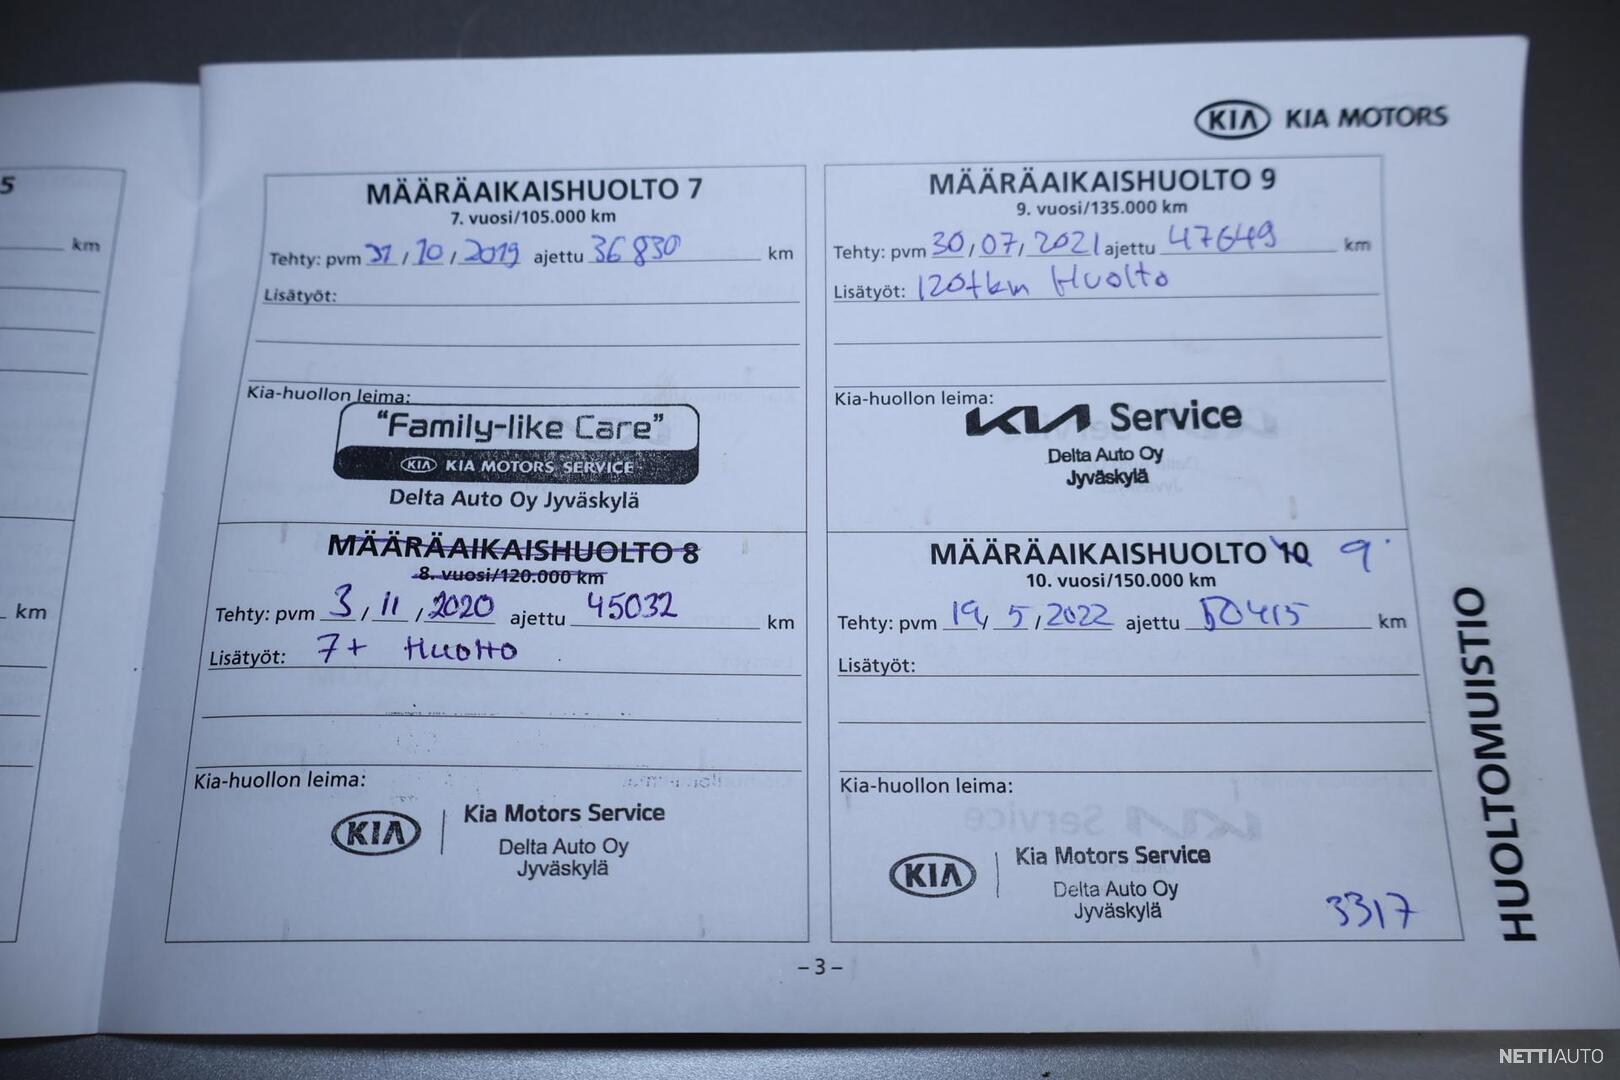 KIA KIA MOTORS
5
km
km
MÄÄRÄAIKAISHUOLTO 7
7. vuosi/105.000 km
Tehty: pvm 31 / 10 / 2019 ajettu 36 830 km
Lisätyöt:
Kia-huollon leima:
"Family-like Care"
KIA KIA MOTORS SERVICE
Delta Auto Oy Jyväskylä
MÄÄRÄAIKAISHUOLTO 8
8. vuosi/120.000 km
Tehty: pvm 3 / 11 / 2020 ajettu 45032 km
Lisätyöt: 7+ Huolto
Kia-huollon leima:
KIA Kia Motors Service
Delta Auto Oy
Jyväskylä
MÄÄRÄAIKAISHUOLTO 9
9. vuosi/135.000 km
Tehty: pvm 30 / 07 / 2021 ajettu 47649 km
Lisätyöt: 120tkm Huolto
Kia-huollon leima:
KIA Service
Delta Auto Oy
Jyväskylä
MÄÄRÄAIKAISHUOLTO 10 9
10. vuosi/150.000 km
Tehty: pvm 19 / 5 / 2022 ajettu 50415 km
Lisätyöt:
Kia-huollon leima:
KIA Kia Motors Service
Delta Auto Oy
Jyväskylä
3317
HUOLTOMUISTIO
– 3 –
NETTIAUTO